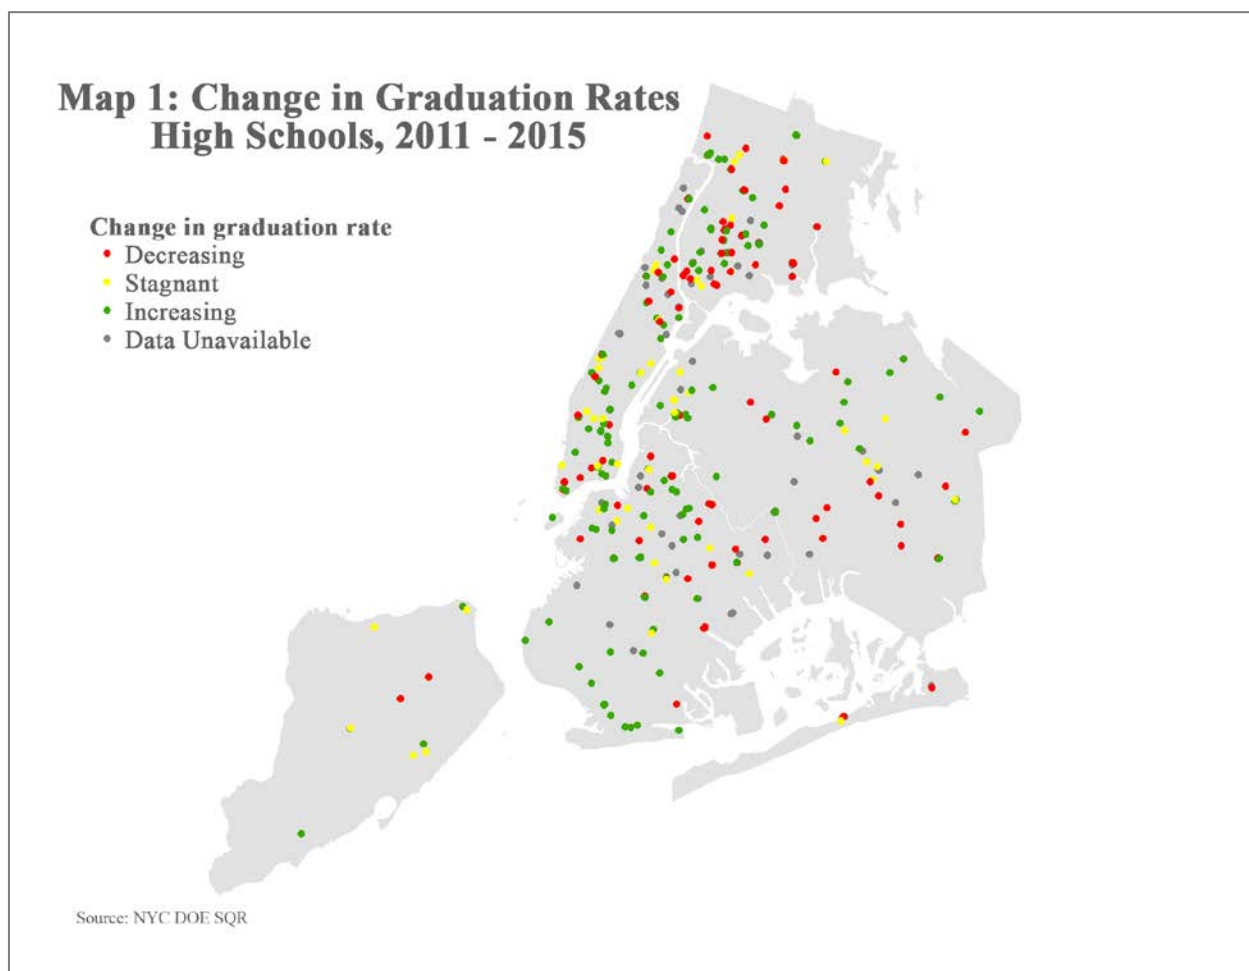 Map 1: Change in Graduation Rates
High Schools, 2011 - 2015
Change in graduation rate
Decreasing
Stagnant
Increasing
Data Unavailable
Source: NYC DOE SQR